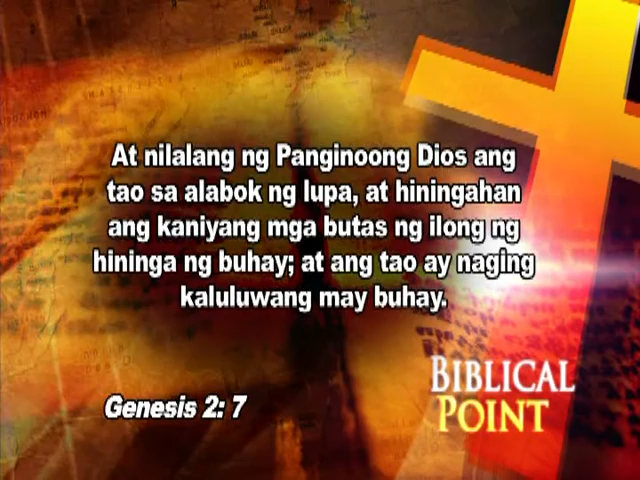 At nilalang ng Panginoong Dios ang
tao sa alabok ng lupa, at hiningahan
ang kaniyang mga butas ng ilong ng
hininga ng buhay; at ang tao ay naging
kaluluwang may buhay.
Genesis 2: 7
BIBLICAL
POINT